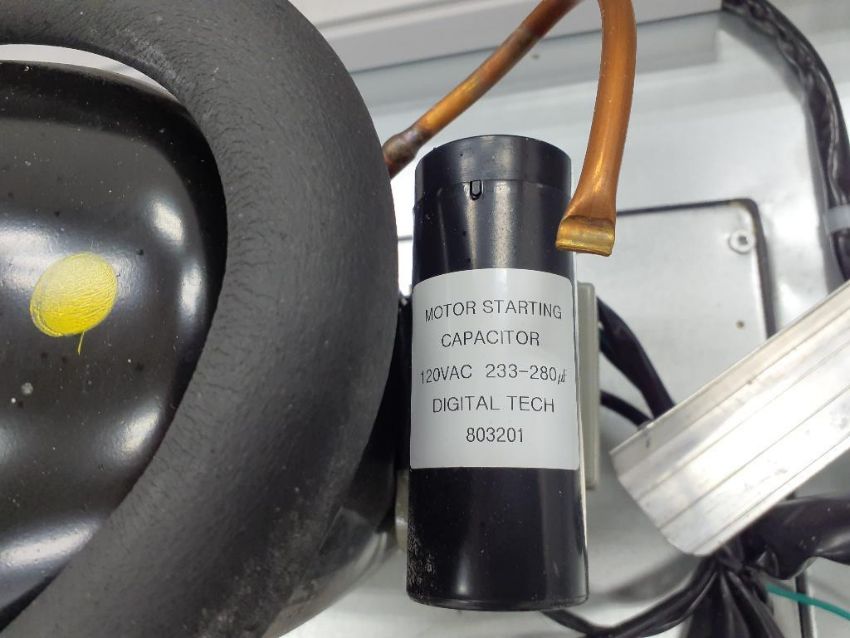 MOTOR STARTING
CAPACITOR
120VAC 233-280㎌
DIGITAL TECH
803201